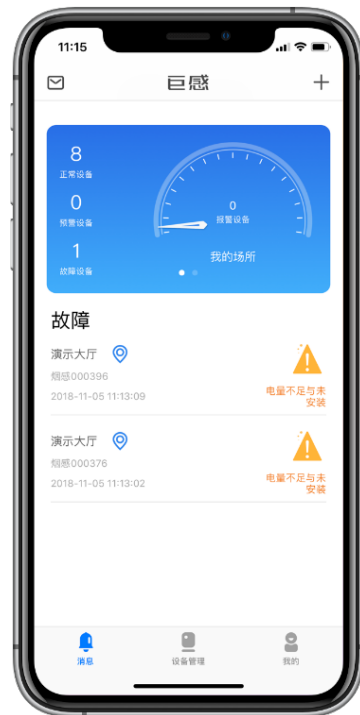 11:15
巨感
8
正常设备
0
预警设备
1
故障设备
0
报警设备
我的场所
故障
演示大厅
烟感000396
2018-11-05 11:13:09
电量不足与未
安装
演示大厅
烟感000376
2018-11-05 11:13:02
电量不足与未
安装
消息
设备管理
我的